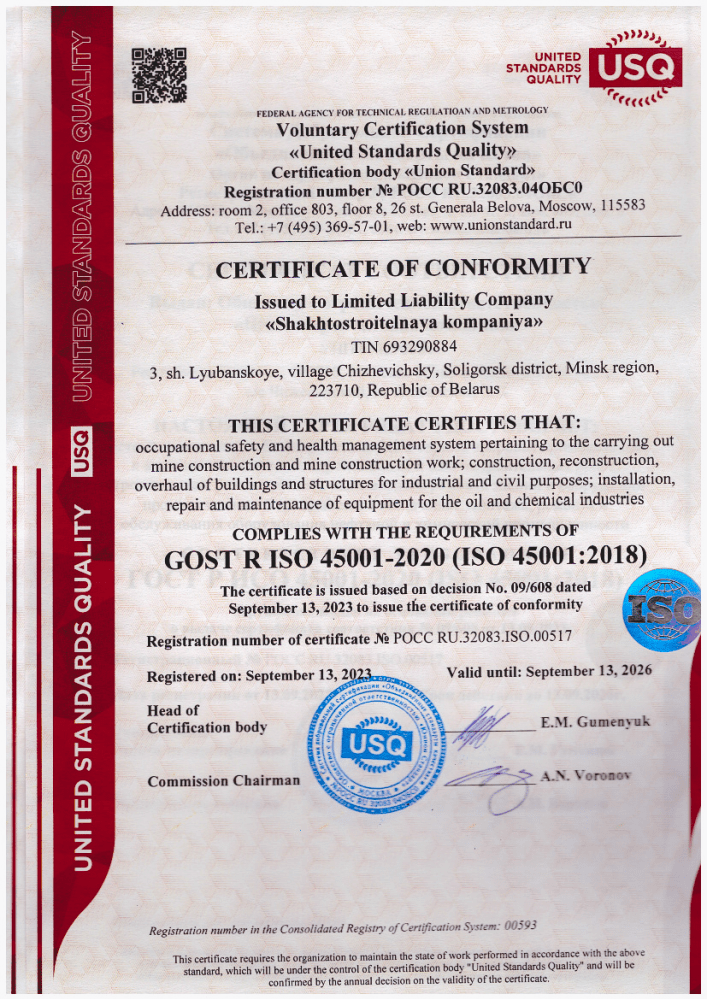 UNITED STANDARDS QUALITY
USQ
UNITED STANDARDS QUALITY
UNITED
STANDARDS
QUALITY
USQ
FEDERAL AGENCY FOR TECHNICAL REGULATIOAN AND METROLOGY
Voluntary Certification System
«United Standards Quality»
Certification body «Union Standard»
Registration number № РОСС RU.32083.04ОБС0
Address: room 2, office 803, floor 8, 26 st. Generala Belova, Moscow, 115583
Tel.: +7 (495) 369-57-01, web: www.unionstandard.ru
CERTIFICATE OF CONFORMITY
Issued to Limited Liability Company
«Shakhtostroitelnaya kompaniya»
TIN 693290884
3, sh. Lyubanskoye, village Chizhevichsky, Soligorsk district, Minsk region,
223710, Republic of Belarus
THIS CERTIFICATE CERTIFIES THAT:
occupational safety and health management system pertaining to the carrying out
mine construction and mine construction work; construction, reconstruction,
overhaul of buildings and structures for industrial and civil purposes; installation,
repair and maintenance of equipment for the oil and chemical industries
COMPLIES WITH THE REQUIREMENTS OF
GOST R ISO 45001-2020 (ISO 45001:2018)
The certificate is issued based on decision No. 09/608 dated
September 13, 2023 to issue the certificate of conformity
ISO
Registration number of certificate № РОСС RU.32083.ISO.00517
Registered on: September 13, 2023
Valid until: September 13, 2026
Head of
Certification body
E.M. Gumenyuk
USQ
МОСКВА
Commission Chairman
A.N. Voronov
Registration number in the Consolidated Registry of Certification System: 00593
This certificate requires the organization to maintain the state of work performed in accordance with the above
standard, which will be under the control of the certification body "United Standards Quality" and will be
confirmed by the annual decision on the validity of the certificate.